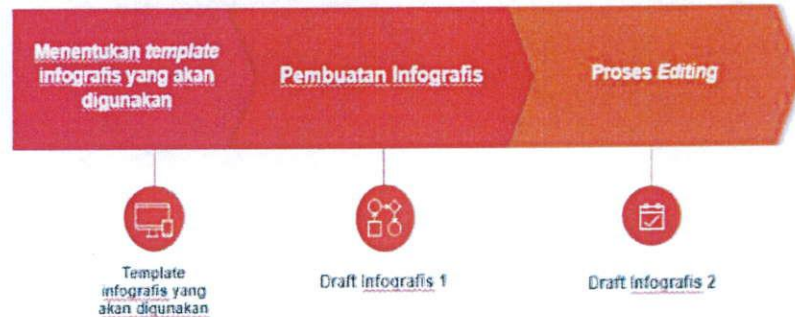 Menentukan template
infografis yang akan
digunakan
Pembuatan Infografis
Proses Editing
Template
infografis yang
akan digunakan
Draft Infografis 1
Draft Infografis 2